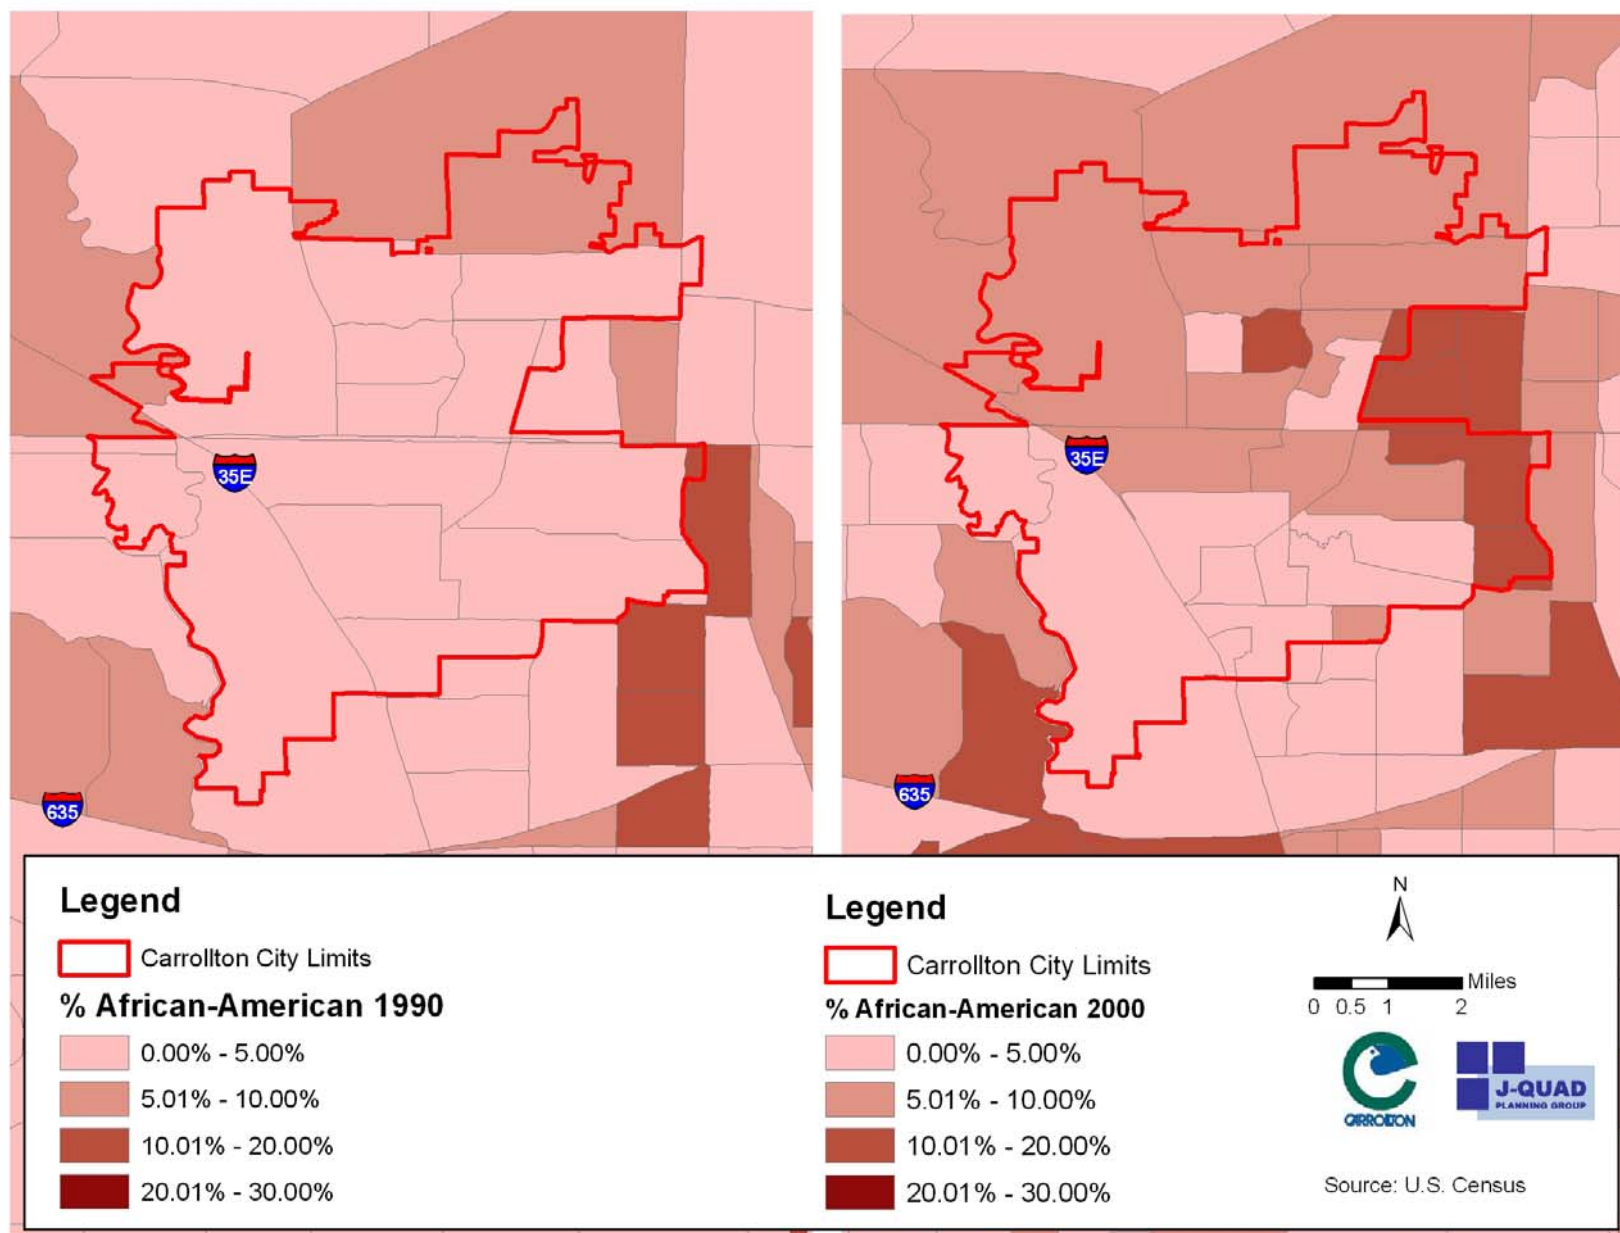 35E
635
35E
635
Legend
Carrollton City Limits
% African-American 1990
0.00% - 5.00%
5.01% - 10.00%
10.01% - 20.00%
20.01% - 30.00%
Legend
Carrollton City Limits
% African-American 2000
0.00% - 5.00%
5.01% - 10.00%
10.01% - 20.00%
20.01% - 30.00%
N
Miles
0 0.5 1 2
CARROLLTON
J-QUAD
PLANNING GROUP
Source: U.S. Census